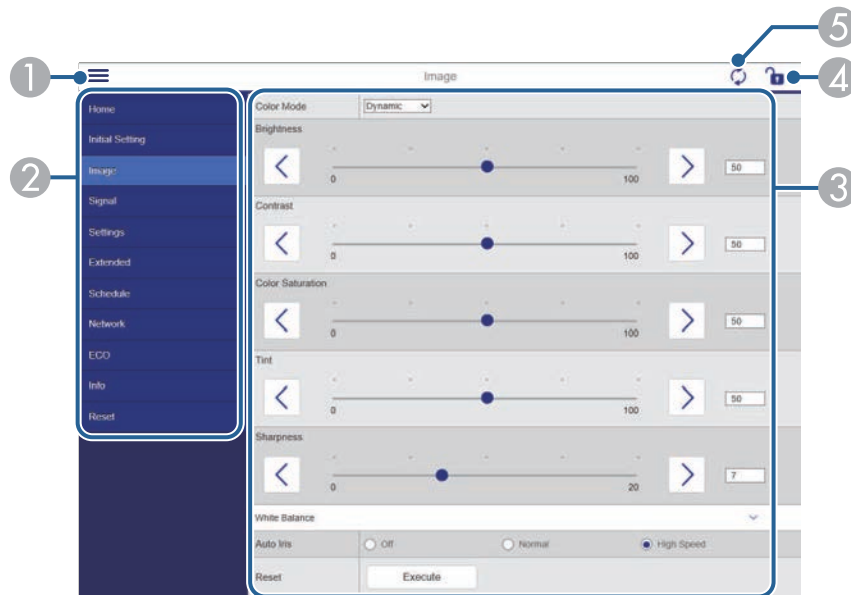 5
1
Image
4
Home
Initial Setting
Image
Signal
Settings
Extended
Schedule
Network
ECO
Info
Reset
2
Color Mode
Dynamic
Brightness
0
100
50
3
Contrast
0
100
50
Color Saturation
0
100
50
Tint
0
100
50
Sharpness
0
20
7
White Balance
Auto Iris
Off
Normal
High Speed
Reset
Execute